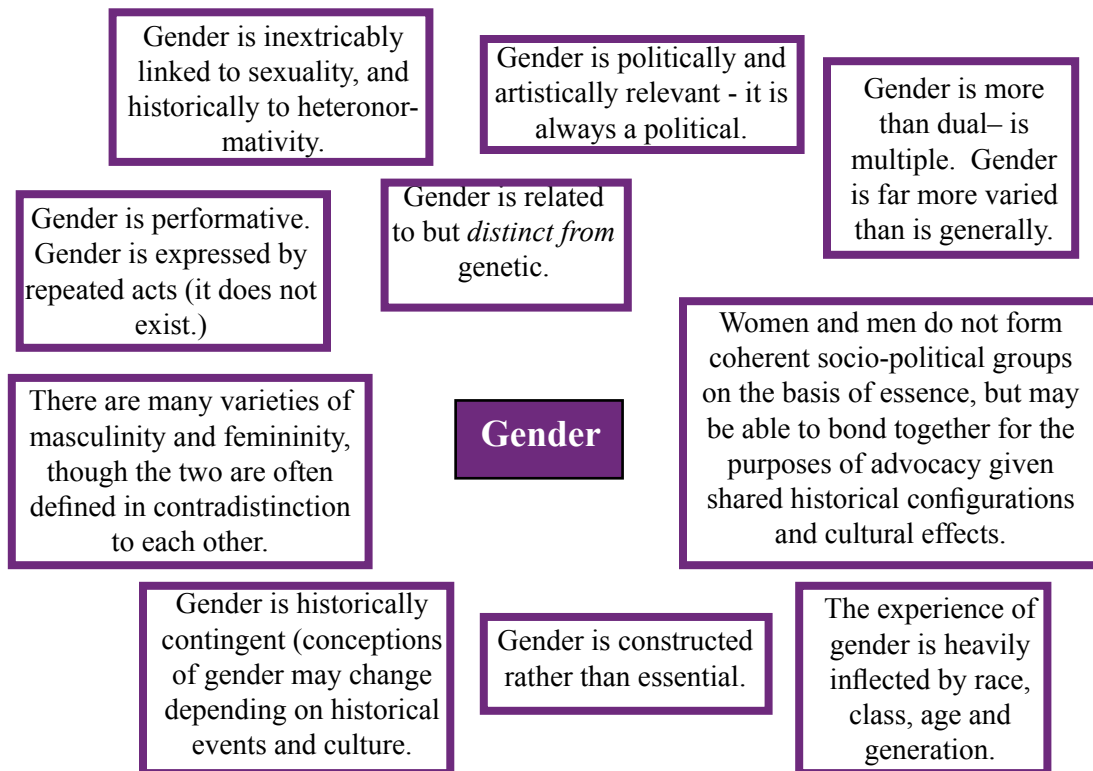 Gender is inextricably
linked to sexuality, and
historically to heteronor-
mativity.
Gender is politically and
artistically relevant - it is
always a political.
Gender is more
than dual– is
multiple.  Gender
is far more varied
than is generally.
Gender is performative.
Gender is expressed by
repeated acts (it does not
exist.)
Gender is related
to but distinct from
genetic.
Women and men do not form
coherent socio-political groups
on the basis of essence, but may
be able to bond together for the
purposes of advocacy given
shared historical configurations
and cultural effects.
There are many varieties of
masculinity and femininity,
though the two are often
defined in contradistinction
to each other.
Gender
Gender is historically
contingent (conceptions
of gender may change
depending on historical
events and culture.
Gender is constructed
rather than essential.
The experience of
gender is heavily
inflected by race,
class, age and
generation.